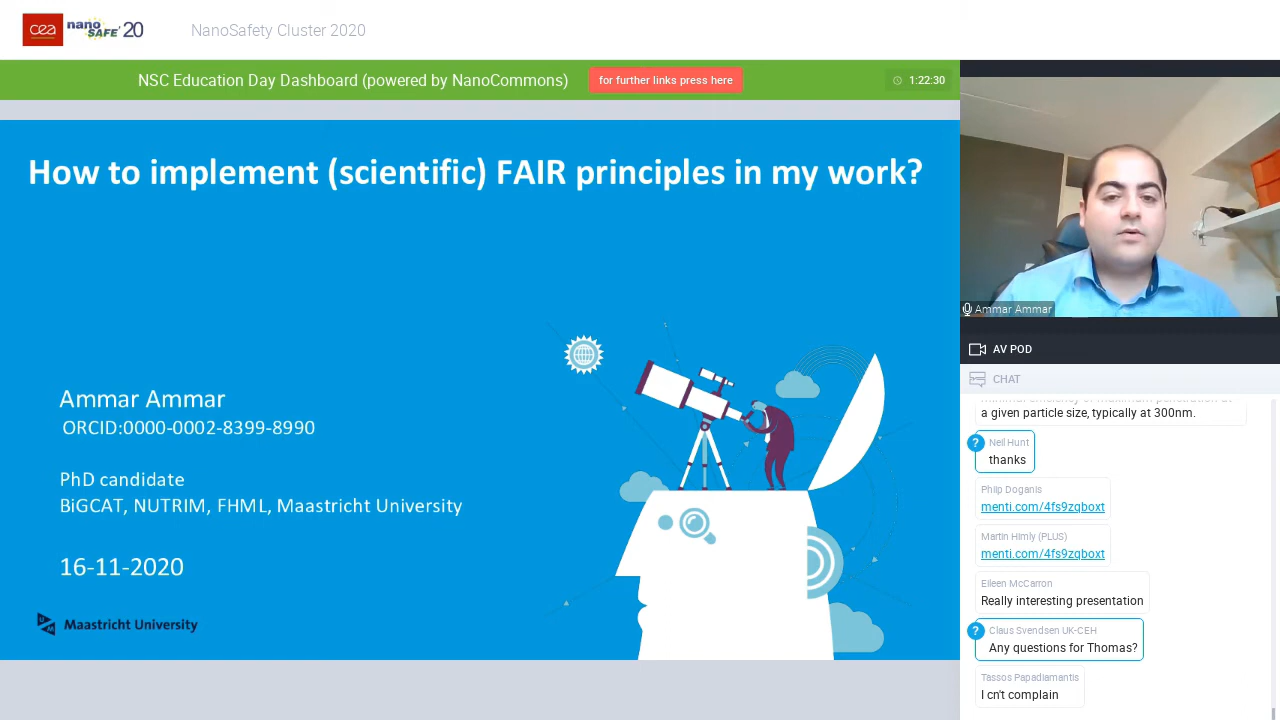 cea nano SAFE' 20
NanoSafety Cluster 2020
NSC Education Day Dashboard (powered by NanoCommons)
for further links press here
1:22:30
How to implement (scientific) FAIR principles in my work?
Ammar Ammar
ORCID:0000-0002-8399-8990
PhD candidate
BiGCAT, NUTRIM, FHML, Maastricht University
16-11-2020
Maastricht University
Ammar Ammar
AV POD
CHAT
a given particle size, typically at 300nm.
?
Neil Hunt
thanks
Philp Doganis
menti.com/4fs9zqboxt
Martin Himly (PLUS)
menti.com/4fs9zqboxt
Eileen McCarron
Really interesting presentation
?
Claus Svendsen UK-CEH
Any questions for Thomas?
Tassos Papadiamantis
I cn't complain